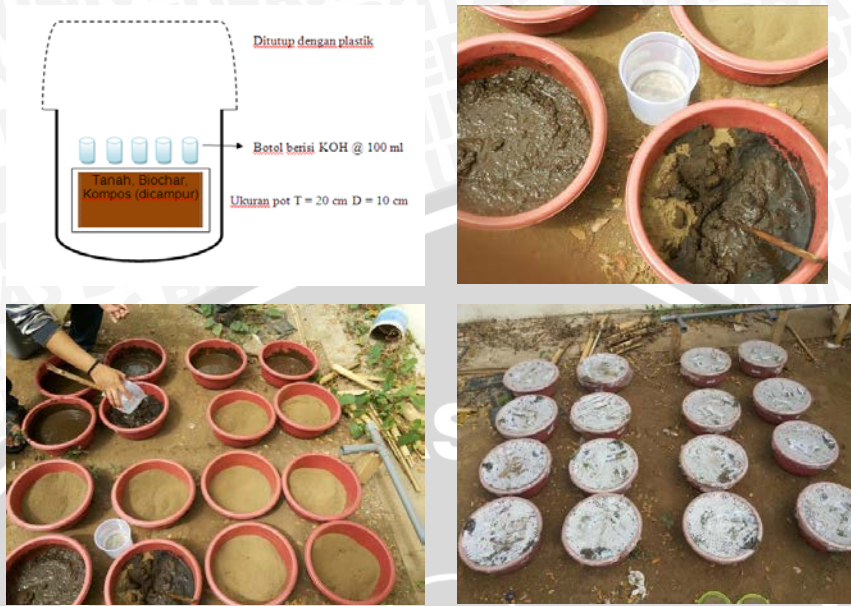 Ditutup dengan plastik
Botol berisi KOH @ 100 ml
Tanah, Biochar,
Kompos (dicampur)
Ukuran pot T = 20 cm D = 10 cm